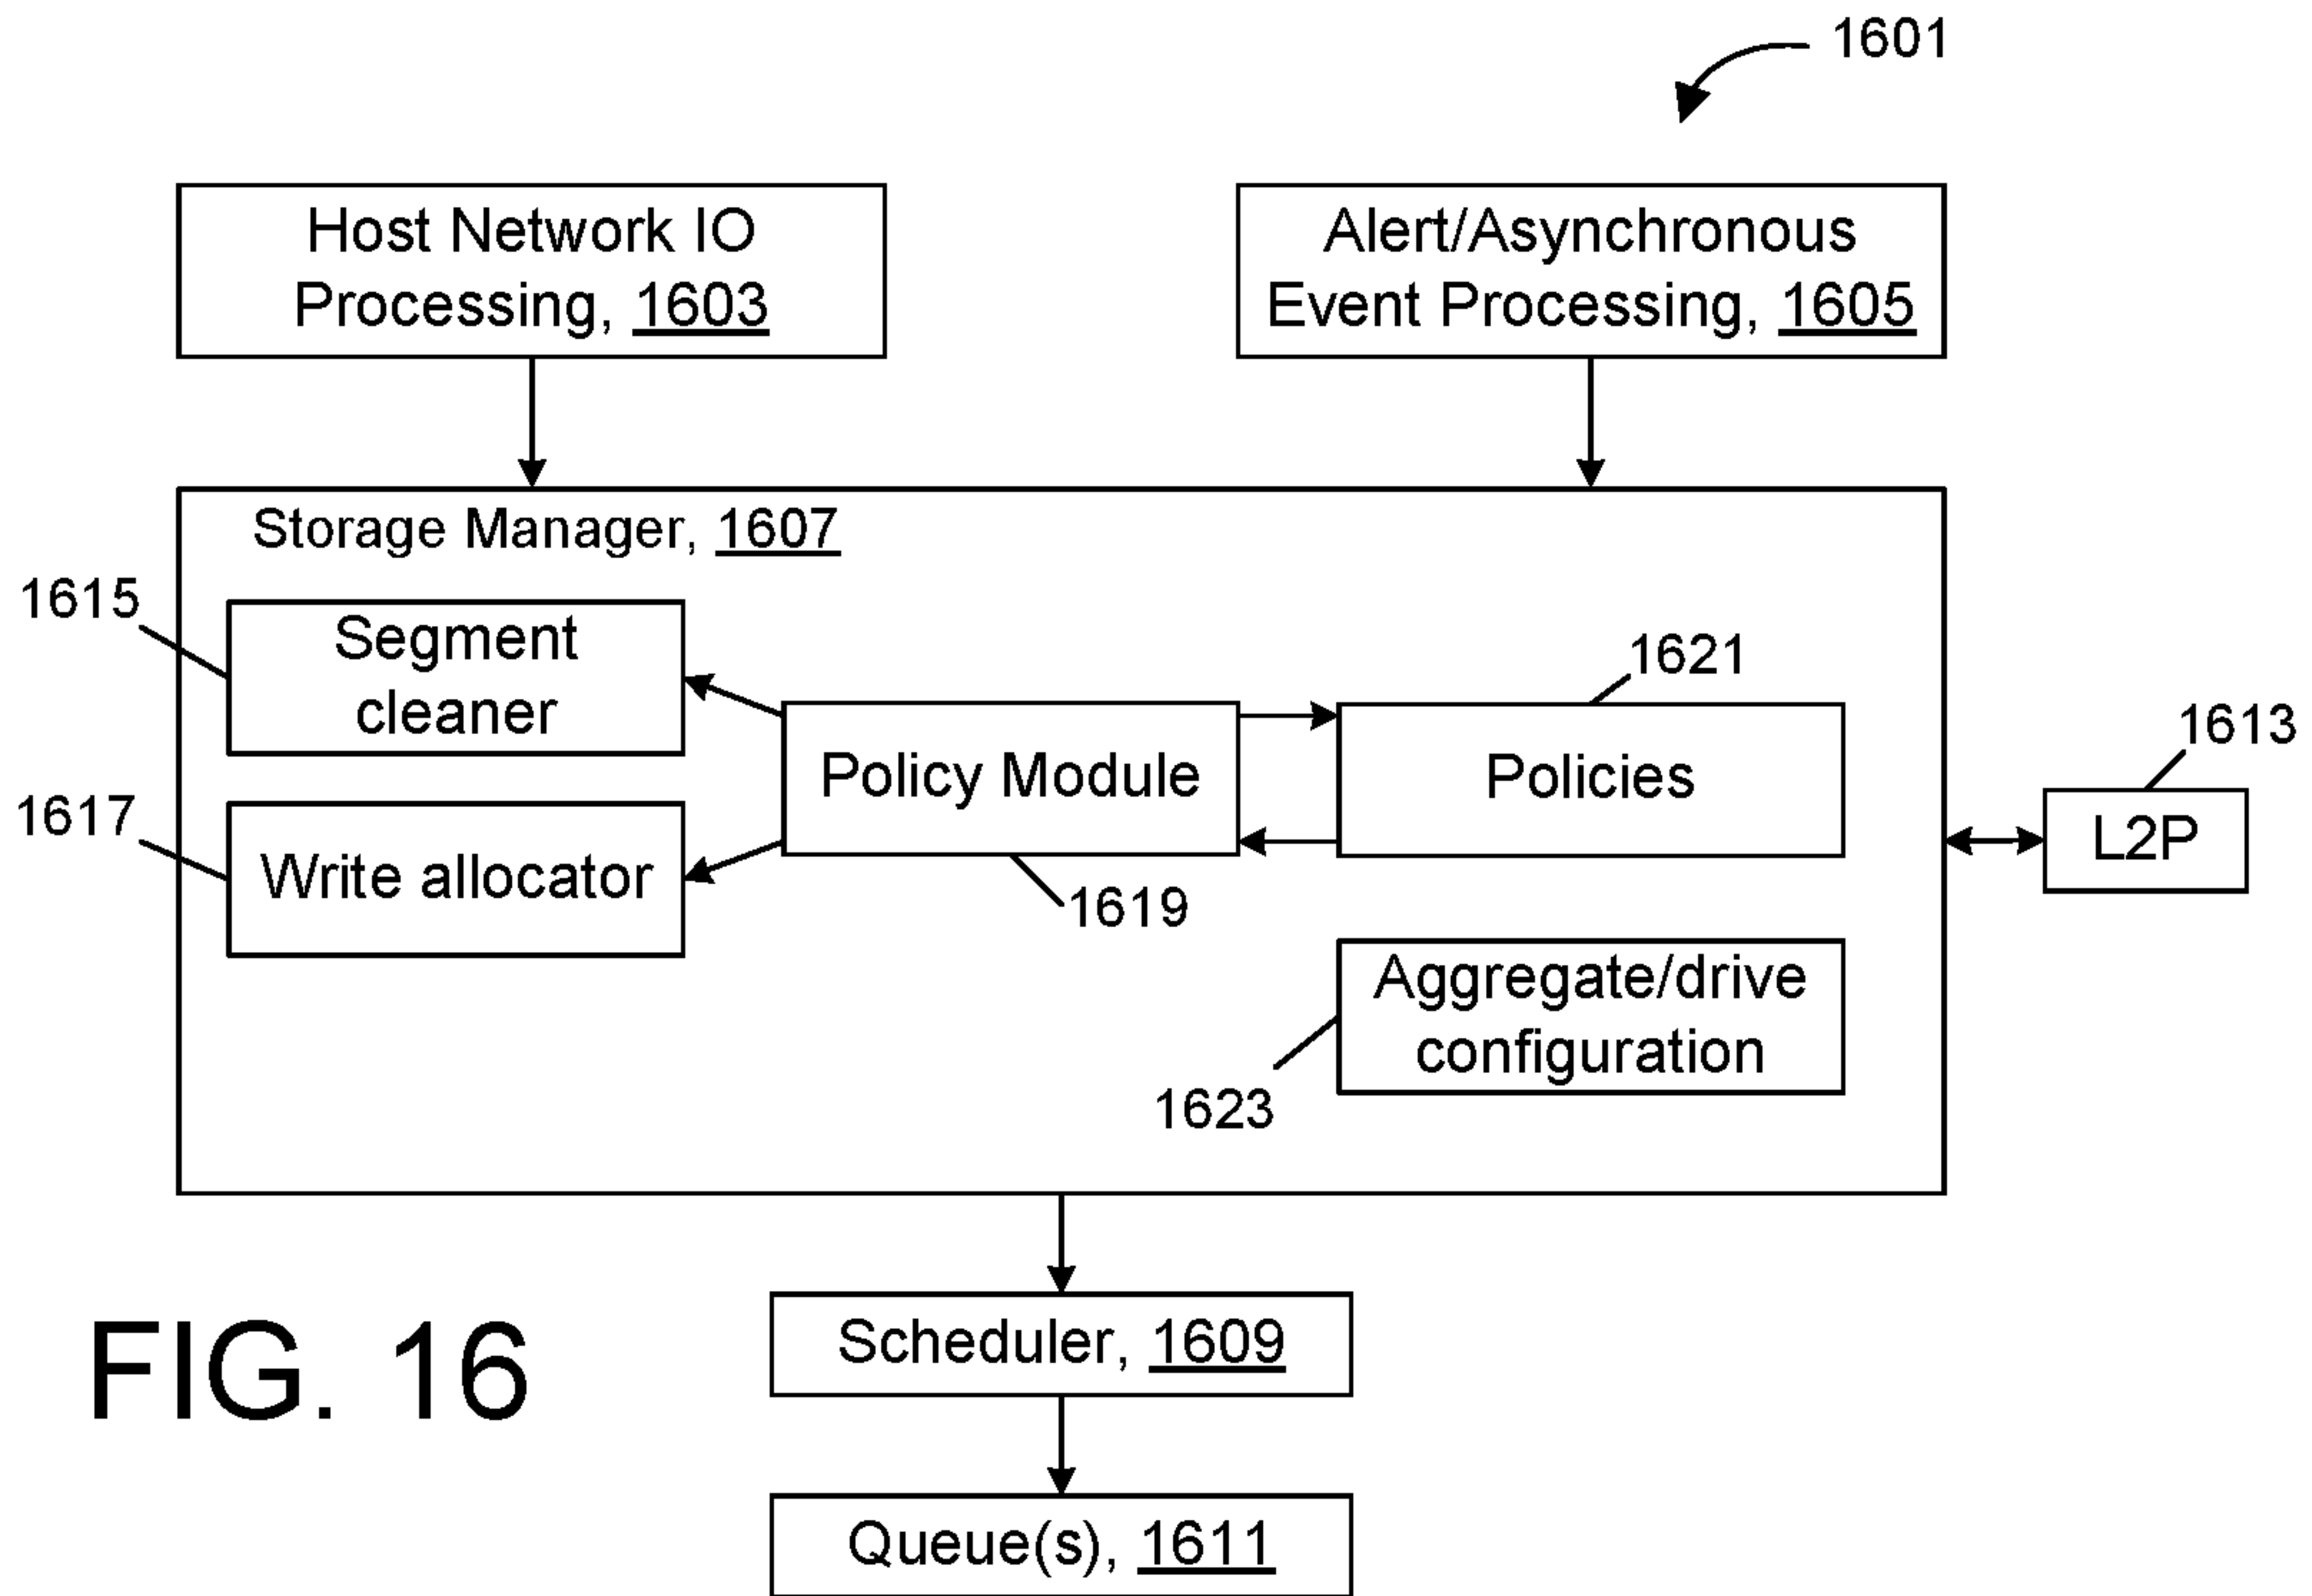 1601
Host Network IO
Processing, 1603
Alert/Asynchronous
Event Processing, 1605
Storage Manager, 1607
1615
Segment
cleaner
1621
1613
Policy Module
Policies
L2P
1617
Write allocator
1619
Aggregate/drive
configuration
1623
Scheduler, 1609
FIG. 16
Queue(s), 1611